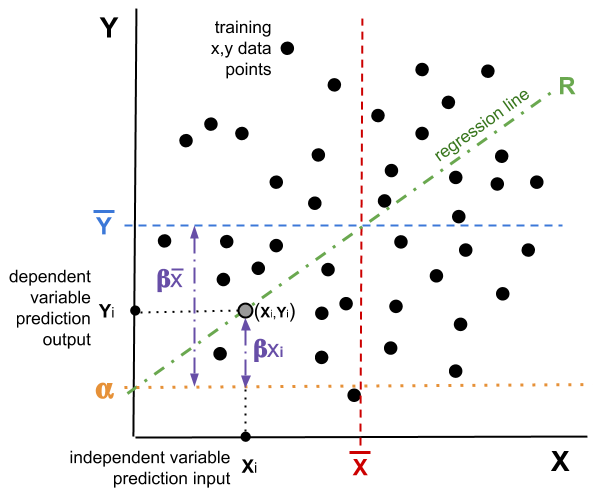 Y
training
x,y data
points
R
regression line
Y̅
βX̅
dependent
variable
prediction
output
Yi
(Xi,Yi)
βXi
α
independent variable
prediction input
Xi
X̅
X